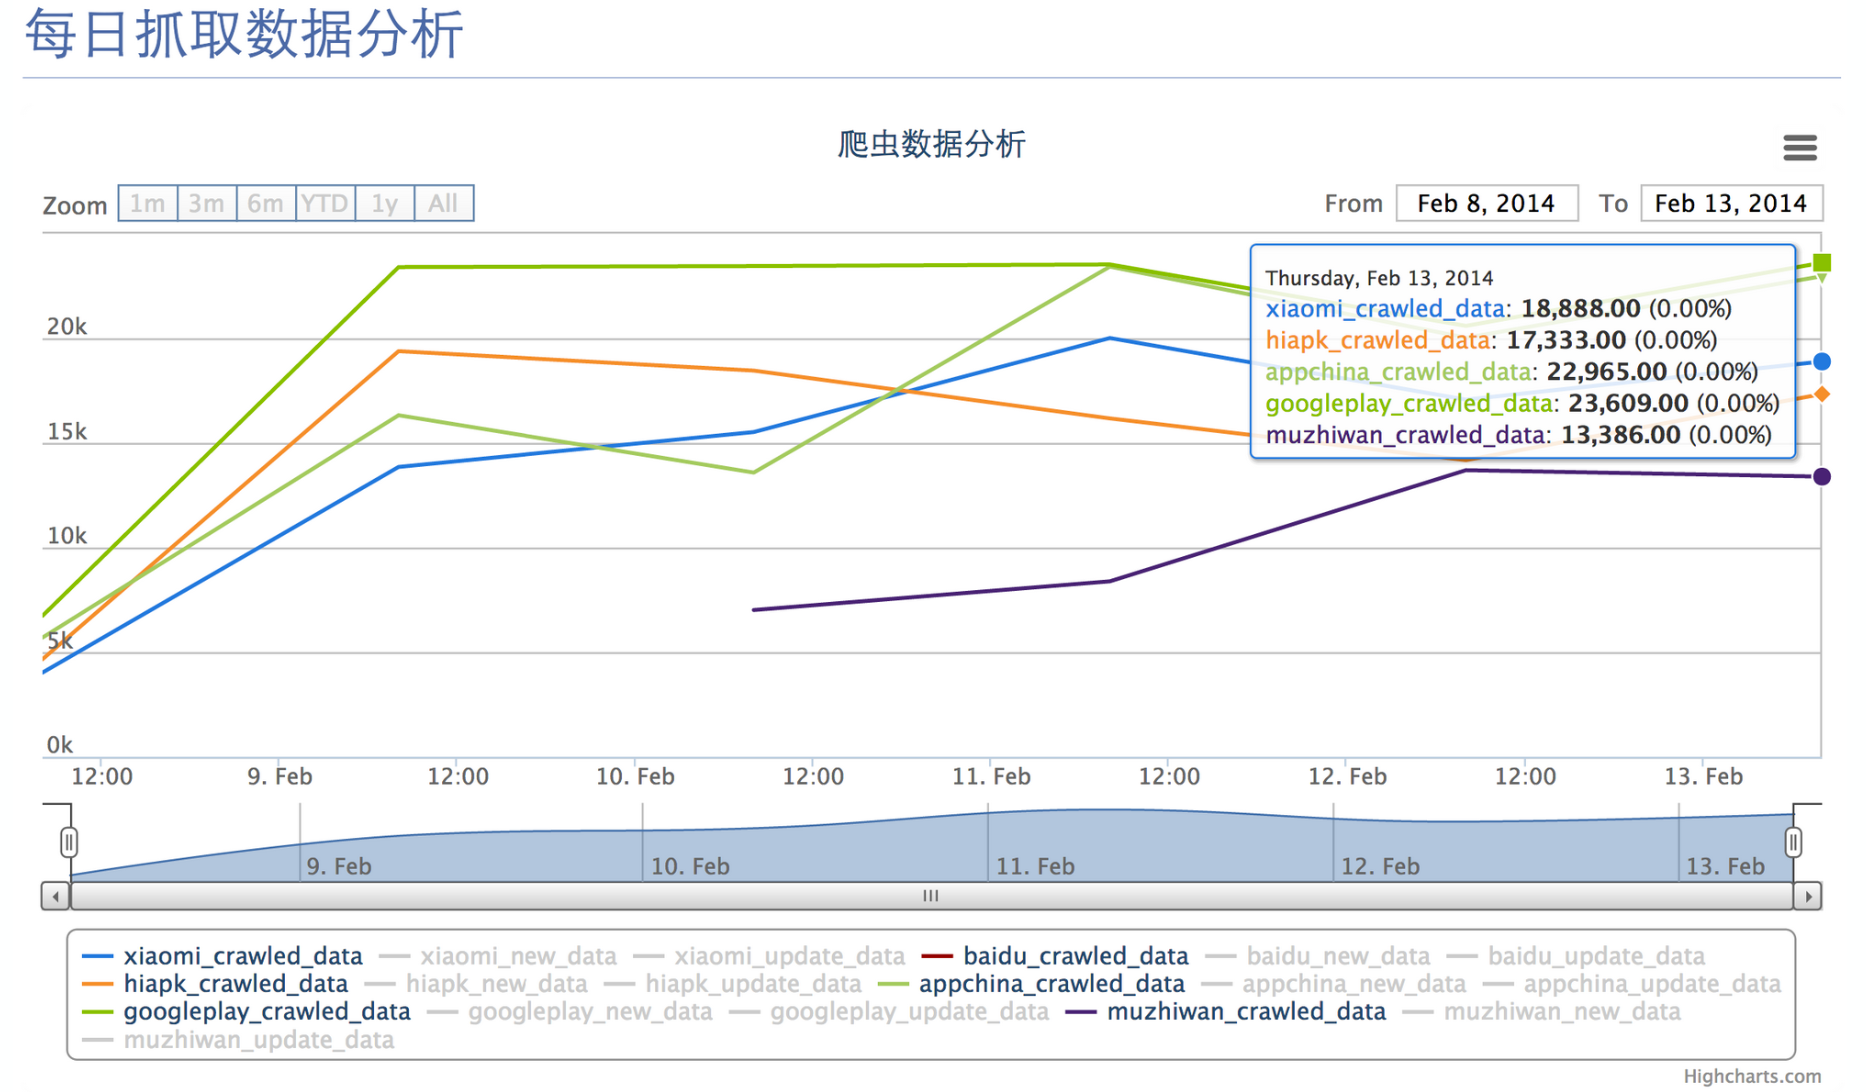 每日抓取数据分析
爬虫数据分析
Zoom 1m 3m 6m YTD 1y All From Feb 8, 2014 To Feb 13, 2014
Thursday, Feb 13, 2014
xiaomi_crawled_data: 18,888.00 (0.00%)
hiapk_crawled_data: 17,333.00 (0.00%)
appchina_crawled_data: 22,965.00 (0.00%)
googleplay_crawled_data: 23,609.00 (0.00%)
muzhiwan_crawled_data: 13,386.00 (0.00%)
20k
15k
10k
5k
0k
12:00 9. Feb 12:00 10. Feb 12:00 11. Feb 12:00 12. Feb 12:00 13. Feb
9. Feb 10. Feb 11. Feb 12. Feb 13. Feb
xiaomi_crawled_data xiaomi_new_data xiaomi_update_data baidu_crawled_data baidu_new_data baidu_update_data
hiapk_crawled_data hiapk_new_data hiapk_update_data appchina_crawled_data appchina_new_data appchina_update_data
googleplay_crawled_data googleplay_new_data googleplay_update_data muzhiwan_crawled_data muzhiwan_new_data
muzhiwan_update_data
Highcharts.com